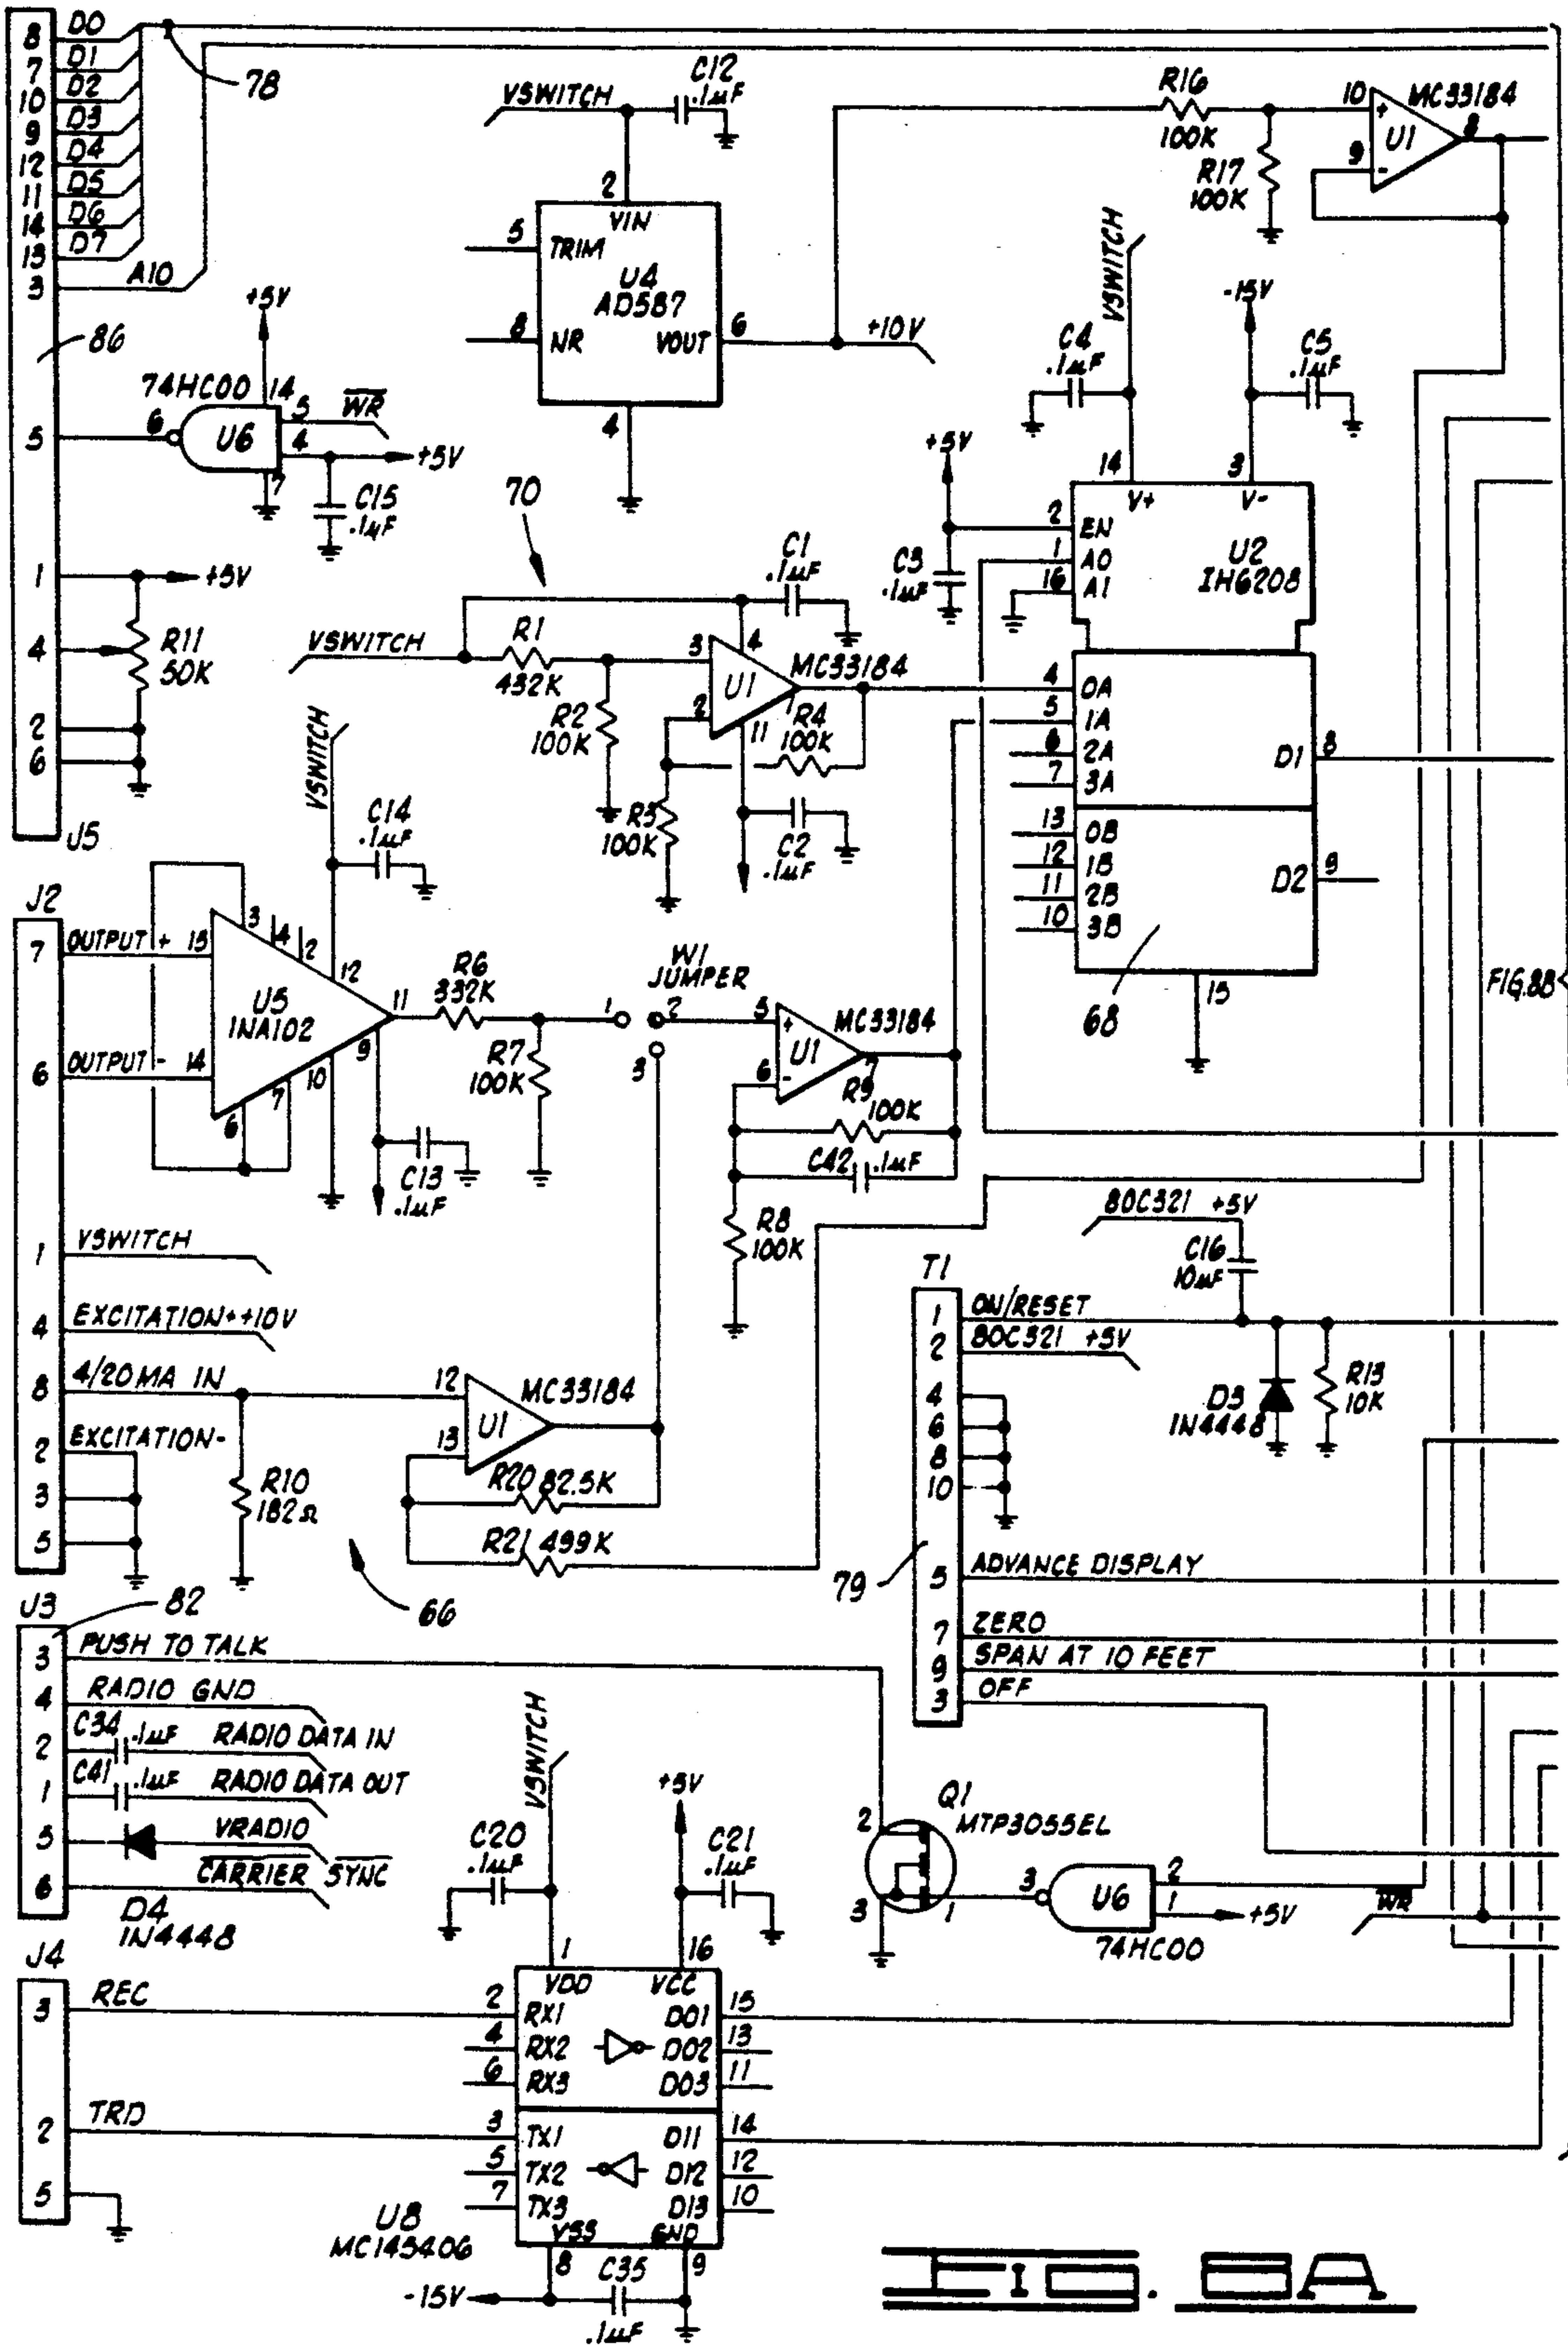 8 D0
7 D1
10 D2
9 D3
12 D4
11 D5
14 D6
13 D7
3 A10
78
86
+5V
74HC00 14
6 U6 5 WR
4 +5V
7
5
C15
.1µF
1 +5V
4 R11
50K
2
6
J5
VSWITCH
C12
.1µF
2
VIN
5 TRIM
U4
AD587
8 NR VOUT 6
+10V
4
R16
100K
R17
100K
10 +
MC33184
U1 8
9 -
VSWITCH
-15V
C4
.1µF
C5
.1µF
+5V
14 3
V+ V-
2 EN
1 A0
16 A1
U2
IH6208
C3
.1µF
4 0A
5 1A
6 2A
7 3A
D1 8
13 0B
12 1B
11 2B
10 3B
D2 9
15
68
FIG.8B
70
C1
.1µF
VSWITCH
R1
432K
R2
100K
3 4
MC33184
U1 1
2 11
R4
100K
R3
100K
C2
.1µF
VSWITCH
C14
.1µF
J2
7 OUTPUT + 15
3 4 2 12
U5
INA102
11
6 OUTPUT - 14
6 7 10 9
R6
332K
R7
100K
C13
.1µF
W1
JUMPER
1 2
3
5 +
MC33184
U1 7
6 -
R9
100K
C42 .1µF
R8
100K
1 VSWITCH
4 EXCITATION++10V
8 4/20 MA IN
2 EXCITATION-
3
5
R10
182Ω
12
MC33184
U1
13
R20 82.5K
R21 499K
66
80C321 +5V
C16
10µF
T1
1 ON/RESET
2 80C321 +5V
4
6
8
10
D3
1N4448
R13
10K
79
5 ADVANCE DISPLAY
7 ZERO
9 SPAN AT 10 FEET
3 OFF
J3 82
3 PUSH TO TALK
4 RADIO GND
2 C34 .1µF RADIO DATA IN
1 C41 .1µF RADIO DATA OUT
5 VRADIO
6 CARRIER SYNC
D4
1N4448
VSWITCH
+5V
C20
.1µF
C21
.1µF
Q1
MTP3055EL
2
3 1
3 U6 2
1 +5V
74HC00
WR
J4
3 REC
2 TRD
5
1 16
VDD VCC
2 RX1 DO1 15
4 RX2 DO2 13
6 RX3 DO3 11
3 TX1 DI1 14
5 TX2 DI2 12
7 TX3 DI3 10
VSS GND
U8
MC145406
8 9
-15V
C35
.1µF
FIG. 8A